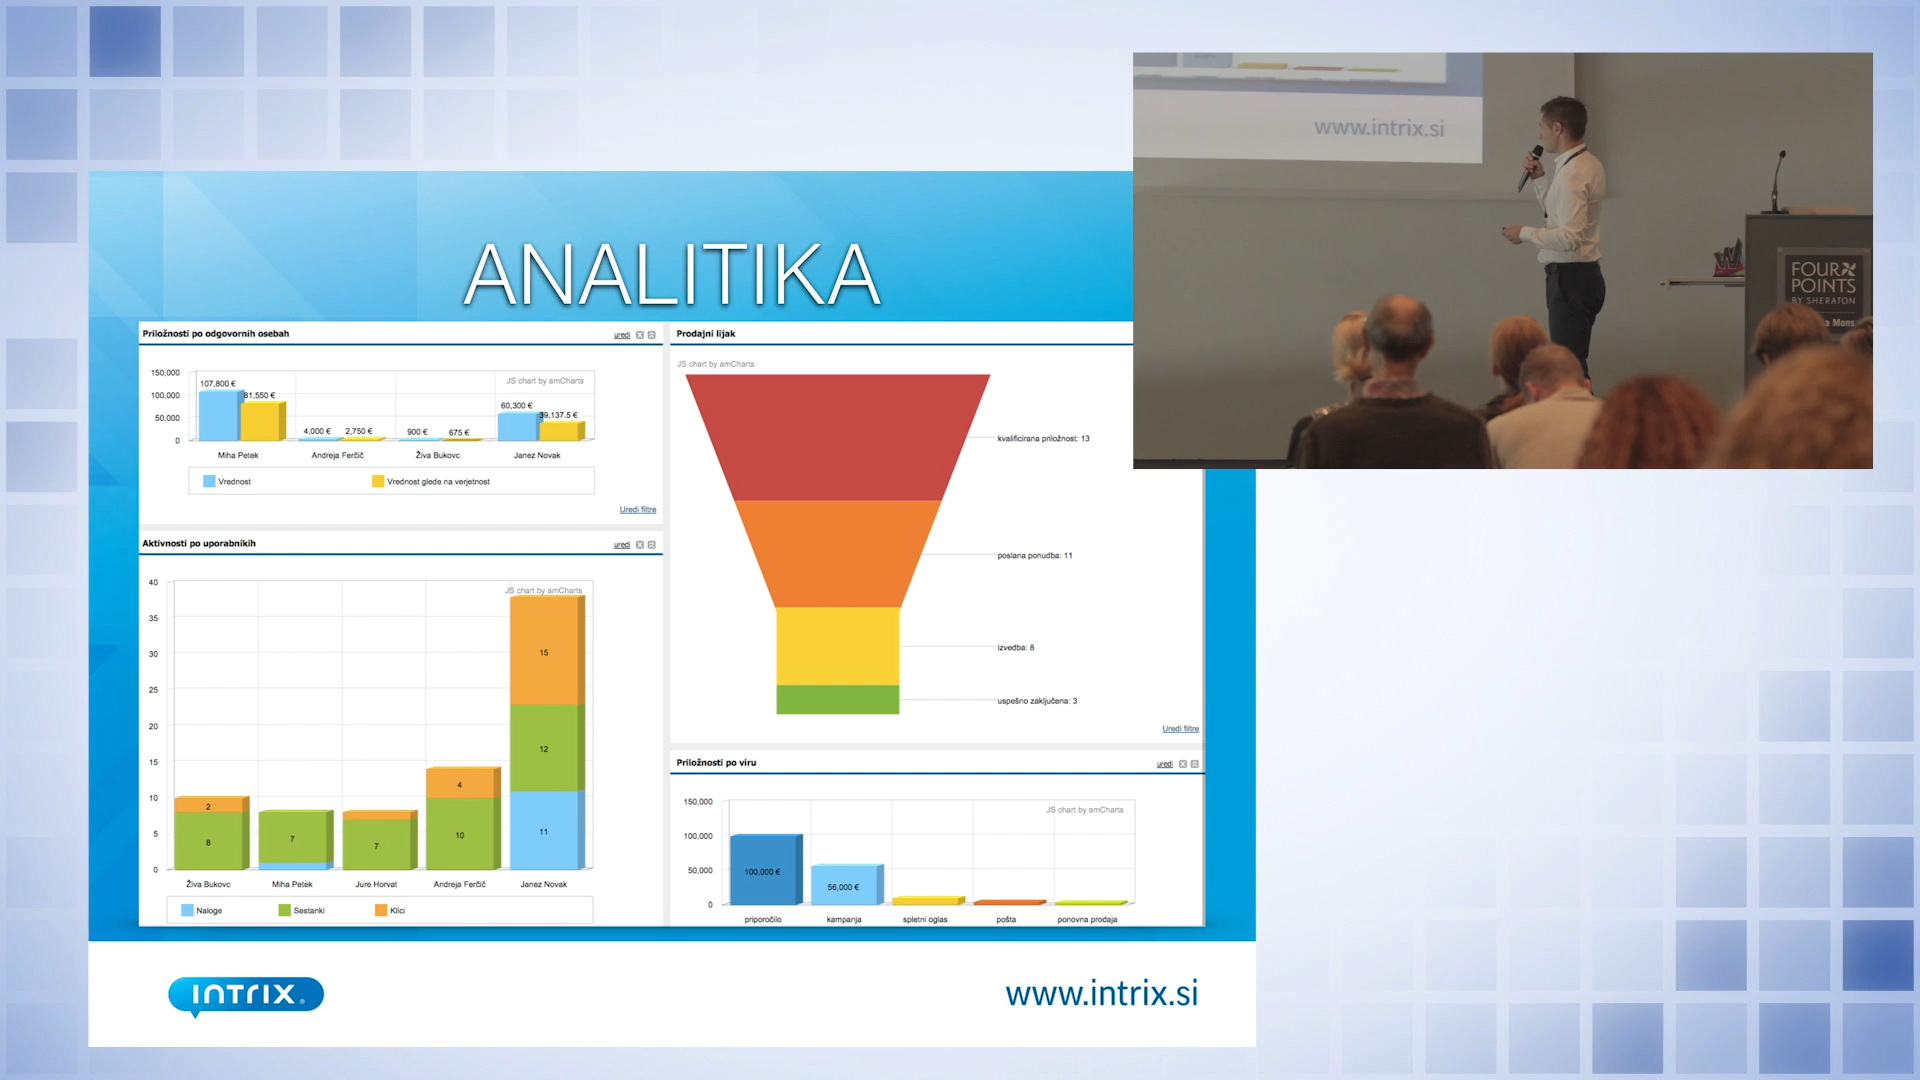 ANALITIKA
Priložnosti po odgovornih osebah
uredi
JS chart by amCharts
150,000
100,000
50,000
0
107,800 €
81,550 €
4,000 €
2,750 €
900 €
675 €
60,300 €
39,137.5 €
Miha Petek
Andreja Ferčič
Živa Bukovc
Janez Novak
Vrednost
Vrednost glede na verjetnost
Uredi filtre
Aktivnosti po uporabnikih
uredi
JS chart by amCharts
40
35
30
25
20
15
10
5
0
2
8
7
7
4
10
15
12
11
Živa Bukovc
Miha Petek
Jure Horvat
Andreja Ferčič
Janez Novak
Naloge
Sestanki
Klici
Prodajni lijak
JS chart by amCharts
kvalificirana priložnost: 13
poslana ponudba: 11
izvedba: 8
uspešno zaključena: 3
Uredi filtre
Priložnosti po viru
uredi
JS chart by amCharts
150,000
100,000
50,000
0
100,000 €
56,000 €
priporočilo
kampanja
spletni oglas
pošta
ponovna prodaja
INTRIX
www.intrix.si
www.intrix.si
FOUR
POINTS
BY SHERATON
Mons